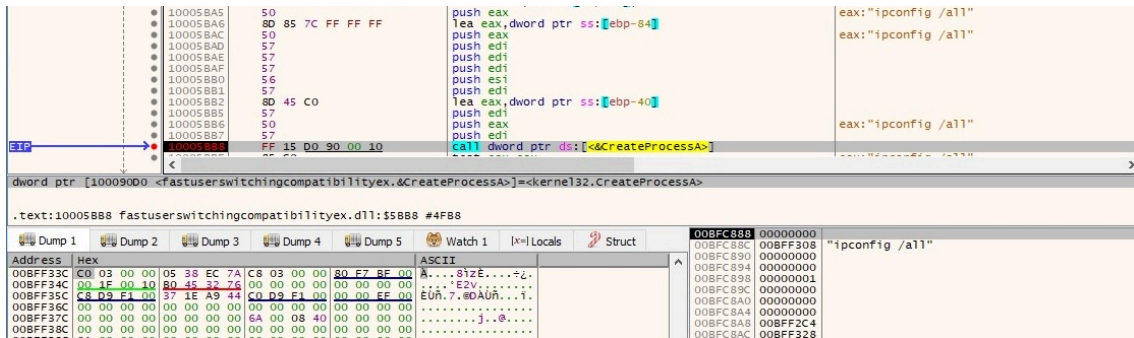 10005BA5 50 push eax eax:"ipconfig /all"
10005BA6 8D 85 7C FF FF FF lea eax,dword ptr ss:[ebp-84]
10005BAC 50 push eax eax:"ipconfig /all"
10005BAD 57 push edi
10005BAE 57 push edi
10005BAF 57 push edi
10005BB0 56 push esi
10005BB1 57 push edi
10005BB2 8D 45 C0 lea eax,dword ptr ss:[ebp-40]
10005BB5 57 push edi
10005BB6 50 push eax eax:"ipconfig /all"
10005BB7 57 push edi
EIP 10005BB8 FF 15 D0 90 00 10 call dword ptr ds:[<&CreateProcessA>]
dword ptr [100090D0 <fastuserswitchingcompatibilityex.&CreateProcessA>]=<kernel32.CreateProcessA>
.text:10005BB8 fastuserswitchingcompatibilityex.dll:$5BB8 #4FB8
Dump 1 Dump 2 Dump 3 Dump 4 Dump 5 Watch 1 [x=] Locals Struct
Address Hex ASCII
00BFF33C C0 03 00 00 05 38 EC 7A C8 03 00 00 80 F7 BF 00 À....8ìzÈ....÷¿.
00BFF34C 00 1F 00 10 B0 45 32 76 00 00 00 00 00 00 00 00 ....°E2v........
00BFF35C C8 D9 F1 00 37 1E A9 44 C0 D9 F1 00 00 00 EF 00 ÈÙñ.7.©DÀÙñ...ï.
00BFF36C 00 00 00 00 00 00 00 00 00 00 00 00 00 00 00 00 ................
00BFF37C 00 00 00 00 00 00 00 00 6A 00 08 40 00 00 00 00 ........j..@....
00BFF38C 00 00 00 00 00 00 00 00 00 00 00 00 00 00 00 00 ................
00BFC888 00000000
00BFC88C 00BFF308 "ipconfig /all"
00BFC890 00000000
00BFC894 00000000
00BFC898 00000001
00BFC89C 00000000
00BFC8A0 00000000
00BFC8A4 00000000
00BFC8A8 00BFF2C4
00BFC8AC 00BFF328